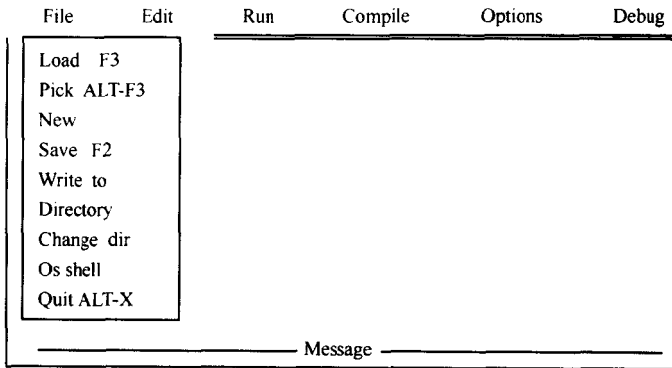 File Edit Run Compile Options Debug
Load F3
Pick ALT-F3
New
Save F2
Write to
Directory
Change dir
Os shell
Quit ALT-X
Message